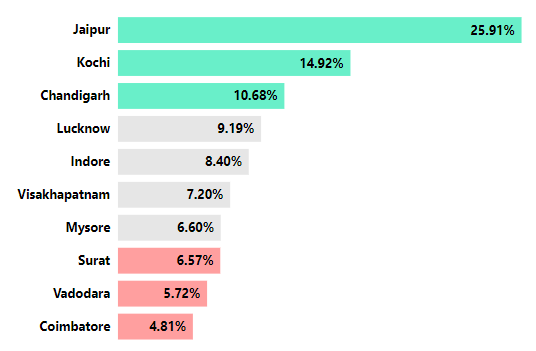 Jaipur 25.91%
Kochi 14.92%
Chandigarh 10.68%
Lucknow 9.19%
Indore 8.40%
Visakhapatnam 7.20%
Mysore 6.60%
Surat 6.57%
Vadodara 5.72%
Coimbatore 4.81%